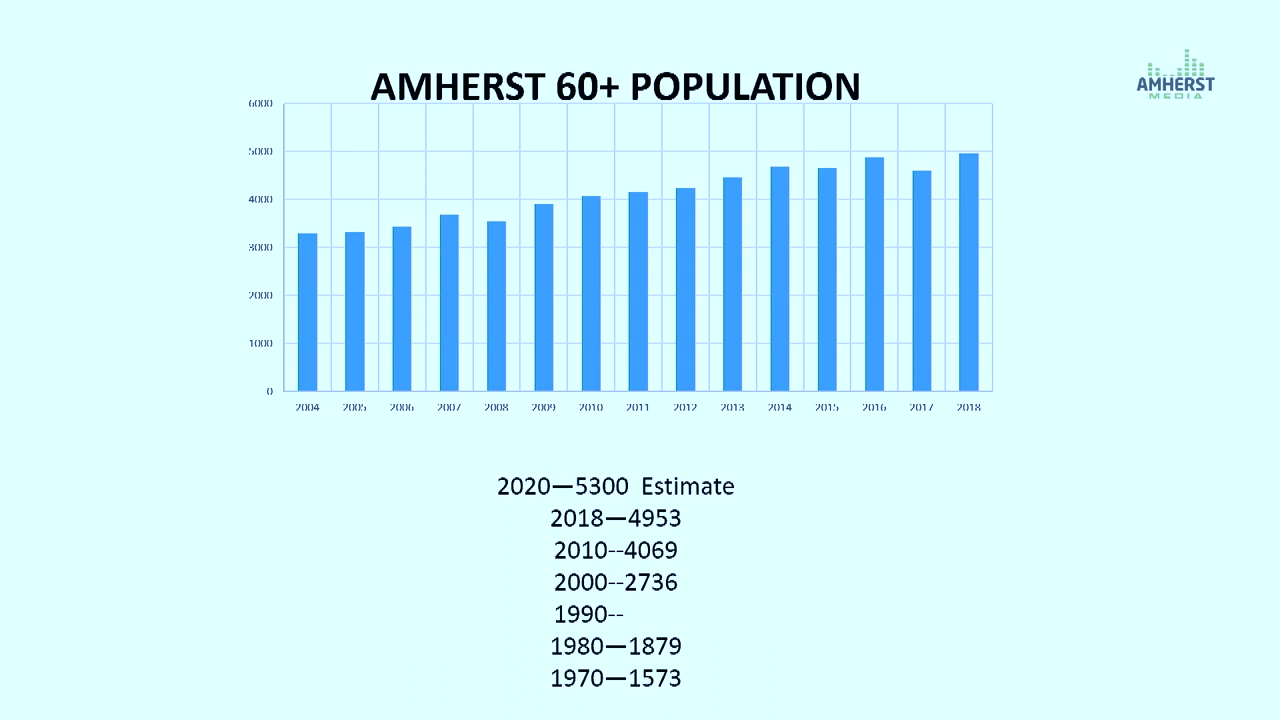 AMHERST 60+ POPULATION
AMHERST
MEDIA
6000
5000
4000
3000
2000
1000
0
2004 2005 2006 2007 2008 2009 2010 2011 2012 2013 2014 2015 2016 2017 2018
2020—5300 Estimate
2018—4953
2010--4069
2000--2736
1990--
1980—1879
1970—1573